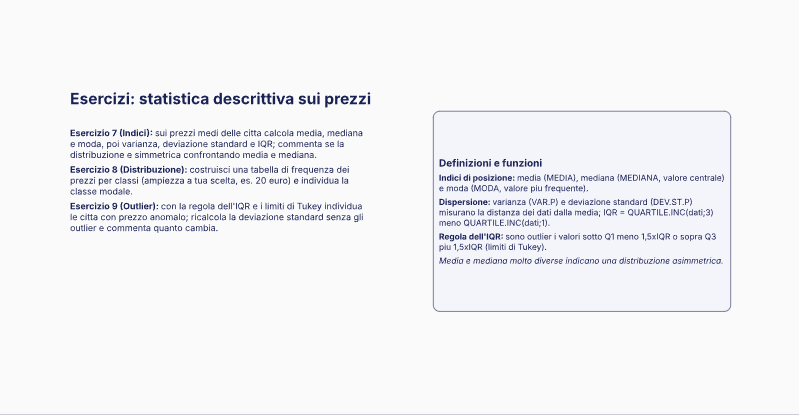 Esercizi: statistica descrittiva sui prezzi
Esercizio 7 (Indici): sui prezzi medi delle citta calcola media, mediana
e moda, poi varianza, deviazione standard e IQR; commenta se la
distribuzione e simmetrica confrontando media e mediana.
Esercizio 8 (Distribuzione): costruisci una tabella di frequenza dei
prezzi per classi (ampiezza a tua scelta, es. 20 euro) e individua la
classe modale.
Esercizio 9 (Outlier): con la regola dell'IQR e i limiti di Tukey individua
le citta con prezzo anomalo; ricalcola la deviazione standard senza gli
outlier e commenta quanto cambia.
Definizioni e funzioni
Indici di posizione: media (MEDIA), mediana (MEDIANA, valore centrale)
e moda (MODA, valore piu frequente).
Dispersione: varianza (VAR.P) e deviazione standard (DEV.ST.P)
misurano la distanza dei dati dalla media; IQR = QUARTILE.INC(dati;3)
meno QUARTILE.INC(dati;1).
Regola dell'IQR: sono outlier i valori sotto Q1 meno 1,5xIQR o sopra Q3
piu 1,5xIQR (limiti di Tukey).
Media e mediana molto diverse indicano una distribuzione asimmetrica.